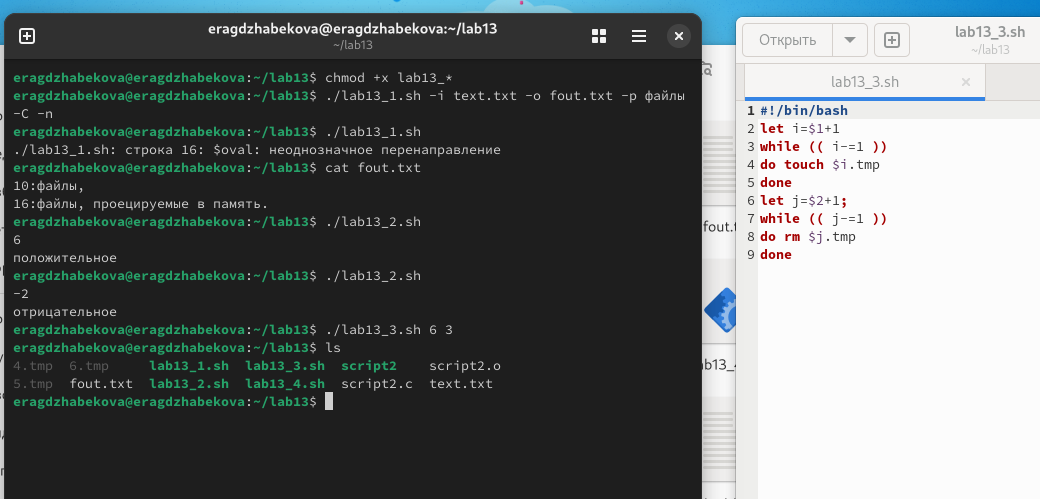 eragdzhabekova@eragdzhabekova:~/lab13
~/lab13
eragdzhabekova@eragdzhabekova:~/lab13$ chmod +x lab13_*
eragdzhabekova@eragdzhabekova:~/lab13$ ./lab13_1.sh -i text.txt -o fout.txt -p файлы
-C -n
eragdzhabekova@eragdzhabekova:~/lab13$ ./lab13_1.sh
./lab13_1.sh: строка 16: $oval: неоднозначное перенаправление
eragdzhabekova@eragdzhabekova:~/lab13$ cat fout.txt
10:файлы,
16:файлы, проецируемые в память.
eragdzhabekova@eragdzhabekova:~/lab13$ ./lab13_2.sh
6
положительное
eragdzhabekova@eragdzhabekova:~/lab13$ ./lab13_2.sh
-2
отрицательное
eragdzhabekova@eragdzhabekova:~/lab13$ ./lab13_3.sh 6 3
eragdzhabekova@eragdzhabekova:~/lab13$ ls
4.tmp  6.tmp     lab13_1.sh  lab13_3.sh  script2    script2.o
5.tmp  fout.txt  lab13_2.sh  lab13_4.sh  script2.c  text.txt
eragdzhabekova@eragdzhabekova:~/lab13$
Открыть
lab13_3.sh
~/lab13
lab13_3.sh
1 #!/bin/bash
2 let i=$1+1
3 while (( i-=1 ))
4 do touch $i.tmp
5 done
6 let j=$2+1;
7 while (( j-=1 ))
8 do rm $j.tmp
9 done